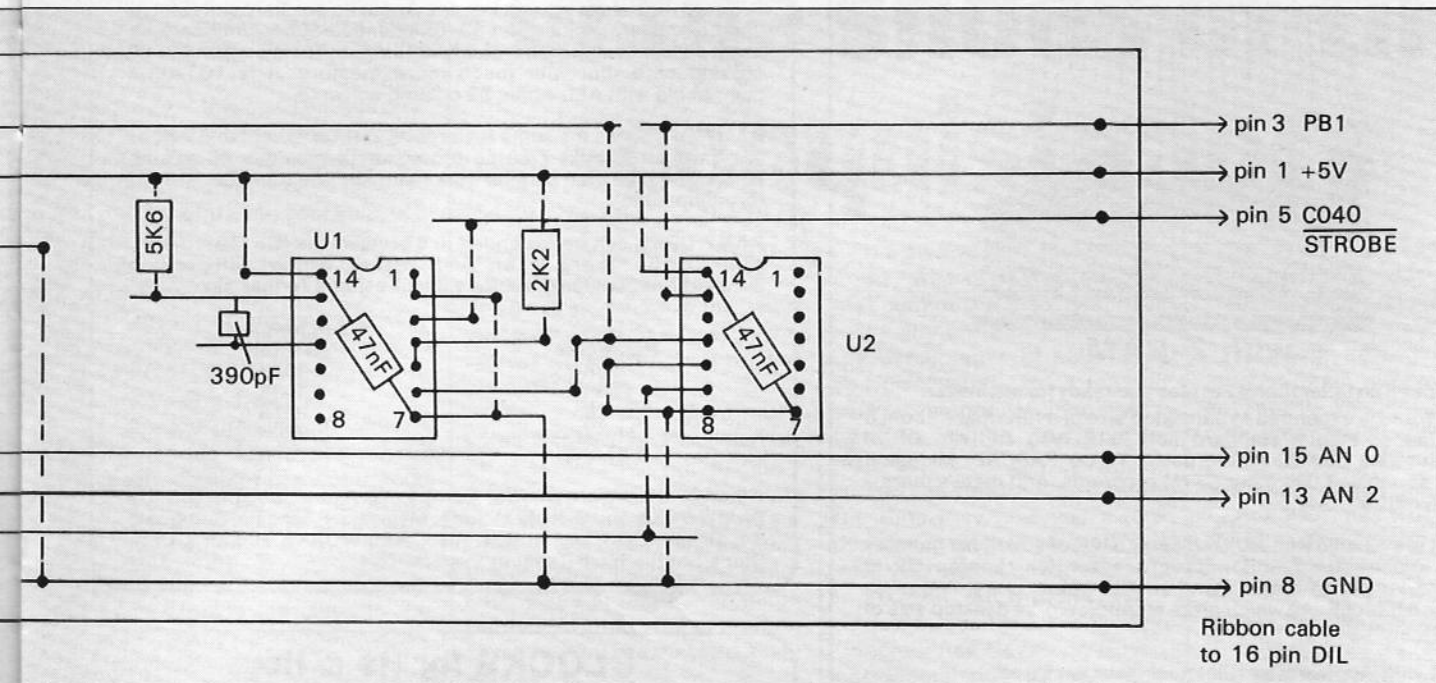 pin 3 PB1
pin 1 +5V
pin 5 C040
STROBE
5K6
U1
14 1
47nF
8 7
390pF
2K2
14 1
47nF
8 7
U2
pin 15 AN 0
pin 13 AN 2
pin 8 GND
Ribbon cable
to 16 pin DIL